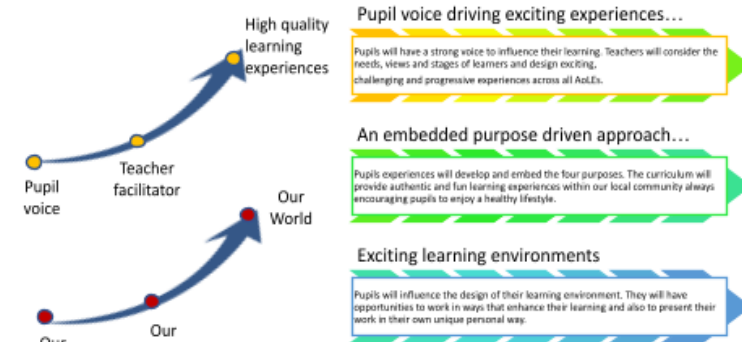 High quality
learning
experiences
Teacher
facilitator
Pupil
voice
Our
World
Our
Our
Pupil voice driving exciting experiences…
Pupils will have a strong voice to influence their learning. Teachers will consider the
needs, views and stages of learners and design exciting,
challenging and progressive experiences across all AoLEs.
An embedded purpose driven approach…
Pupils experiences will develop and embed the four purposes. The curriculum will
provide authentic and fun learning experiences within our local community always
encouraging pupils to enjoy a healthy lifestyle.
Exciting learning environments
Pupils will influence the design of their learning environment. They will have
opportunities to work in ways that enhance their learning and also to present their
work in their own unique personal way.